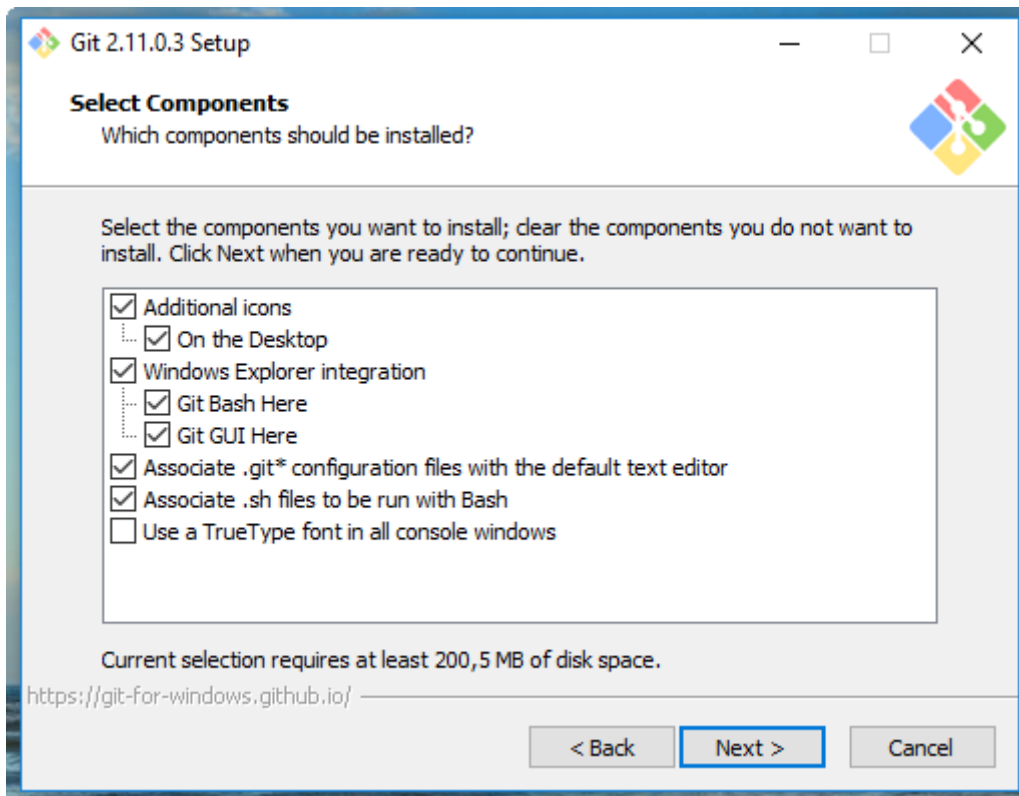 Git 2.11.0.3 Setup
Select Components
Which components should be installed?
Select the components you want to install; clear the components you do not want to
install. Click Next when you are ready to continue.
Additional icons
On the Desktop
Windows Explorer integration
Git Bash Here
Git GUI Here
Associate .git* configuration files with the default text editor
Associate .sh files to be run with Bash
Use a TrueType font in all console windows
Current selection requires at least 200,5 MB of disk space.
https://git-for-windows.github.io/
< Back Next > Cancel